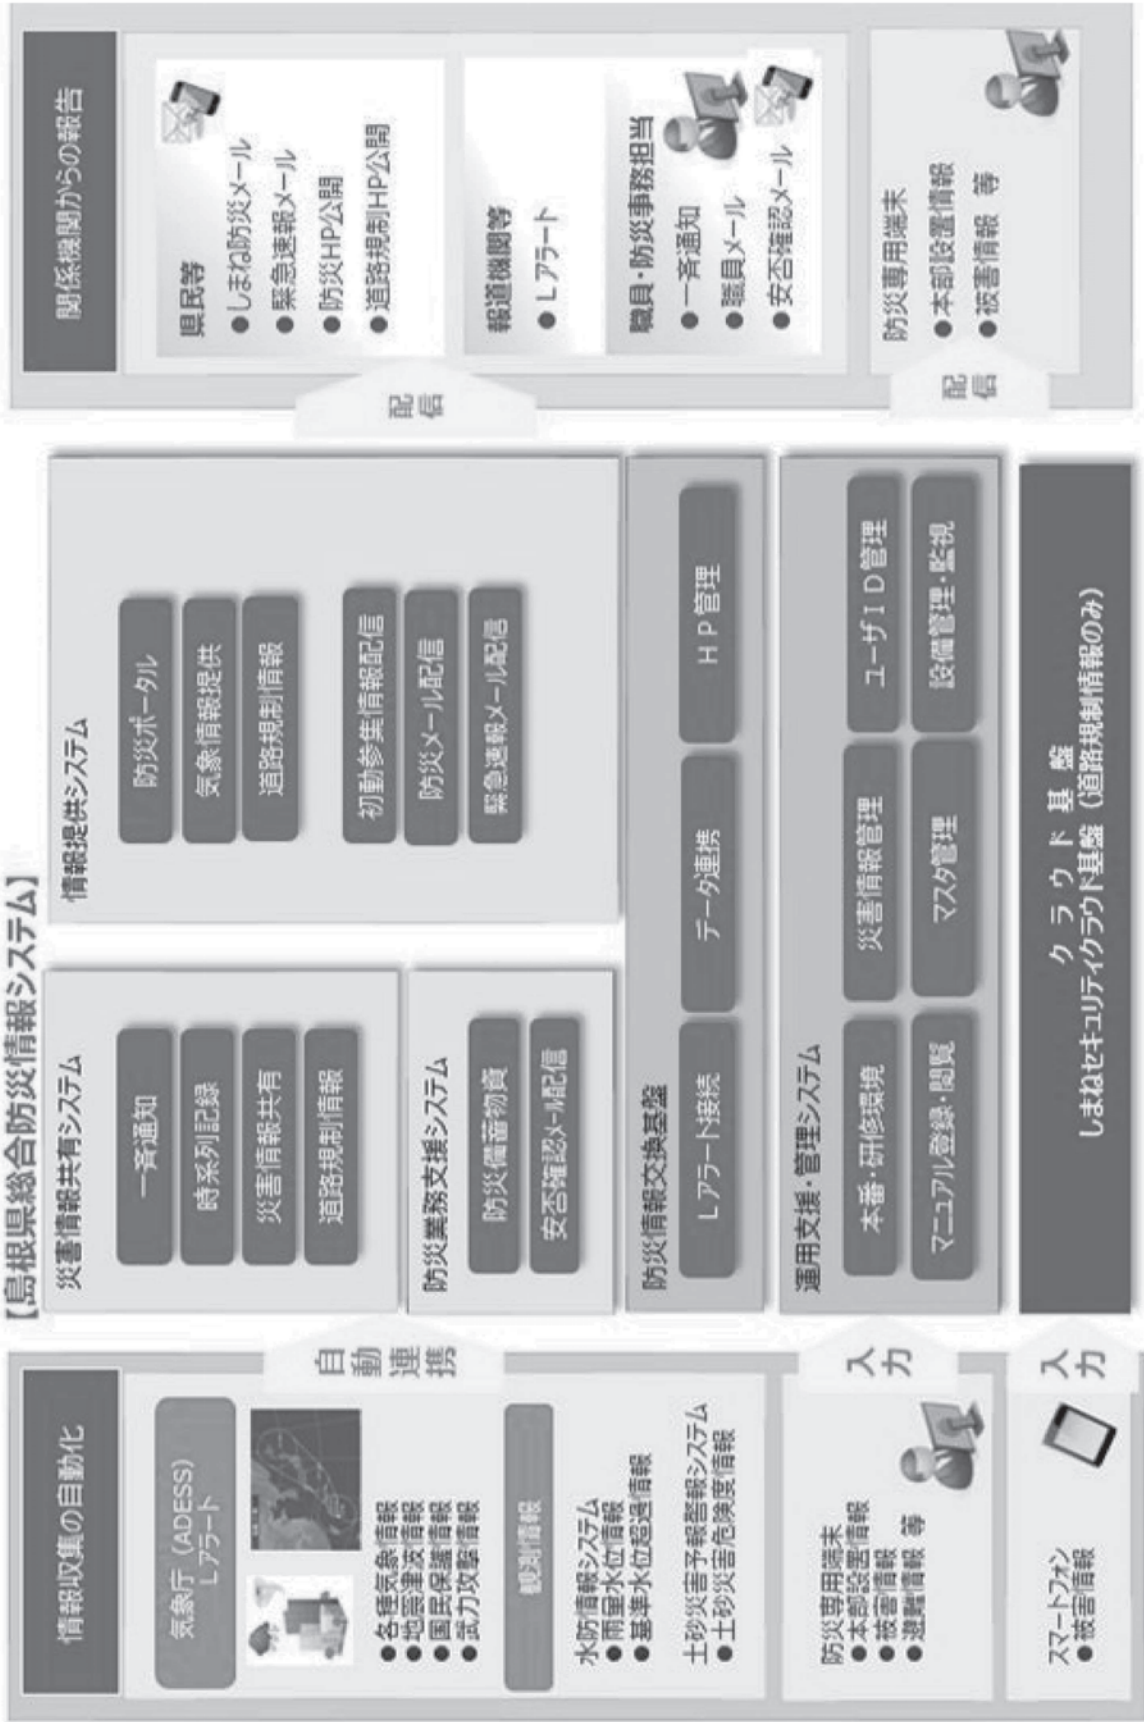 【島根県総合防災情報システム】
情報収集の自動化
気象庁（ADESS）
Lアラート
●各種気象情報
●地震津波情報
●国民保護情報
●武力攻撃情報
観測情報
水防情報システム
●雨量水位情報
●基準水位超過情報
土砂災害予報警報システム
●土砂災害危険度情報
自動連携
防災専用端末
●本部設置情報
●被害情報
●避難情報 等
入力
スマートフォン
●被害情報
入力
災害情報共有システム
一斉通知
時系列記録
災害情報共有
道路規制情報
防災業務支援システム
防災備蓄物資
安否確認メール配信
情報提供システム
防災ポータル
気象情報提供
道路規制情報
初動参集情報配信
防災メール配信
緊急速報メール配信
防災情報交換基盤
Lアラート接続
データ連携
HP管理
運用支援・管理システム
本番・研修環境
災害情報管理
ユーザID管理
マニュアル登録・閲覧
マスタ管理
設備管理・監視
クラウド基盤
しまねセキュリティクラウド基盤（道路規制情報のみ）
関係機関からの報告
配信
県民等
●しまね防災メール
●緊急速報メール
●防災HP公開
●道路規制HP公開
報道機関等
●Lアラート
職員・防災事務担当
●一斉通知
●職員メール
●安否確認メール
配信
防災専用端末
●本部設置情報
●被害情報 等